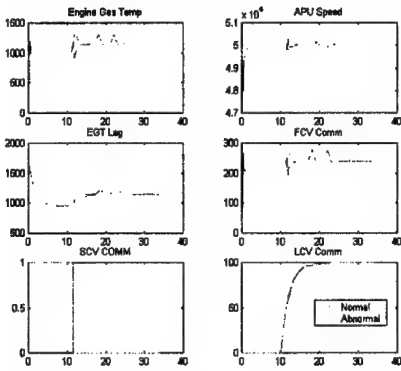 Engine Gas Temp
1500
1000
500
0
0 10 20 30 40
APU Speed
x 10⁴
5.1
5
4.9
4.8
4.7
0 10 20 30 40
EGT Lag
2000
1500
1000
500
0 10 20 30 40
FCV Comm
300
200
100
0
0 10 20 30 40
SCV COMM
1
0.5
0
0 10 20 30 40
LCV Comm
100
50
0
0 10 20 30 40
Normal
Abnormal